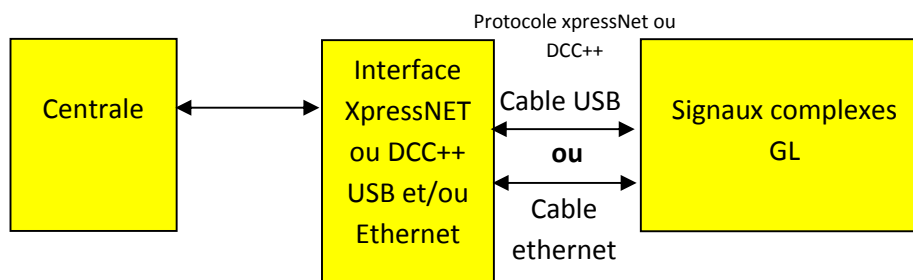 Centrale
Interface
XpressNET
ou DCC++
USB et/ou
Ethernet
Protocole xpressNet ou
DCC++
Cable USB
ou
Cable
ethernet
Signaux complexes
GL